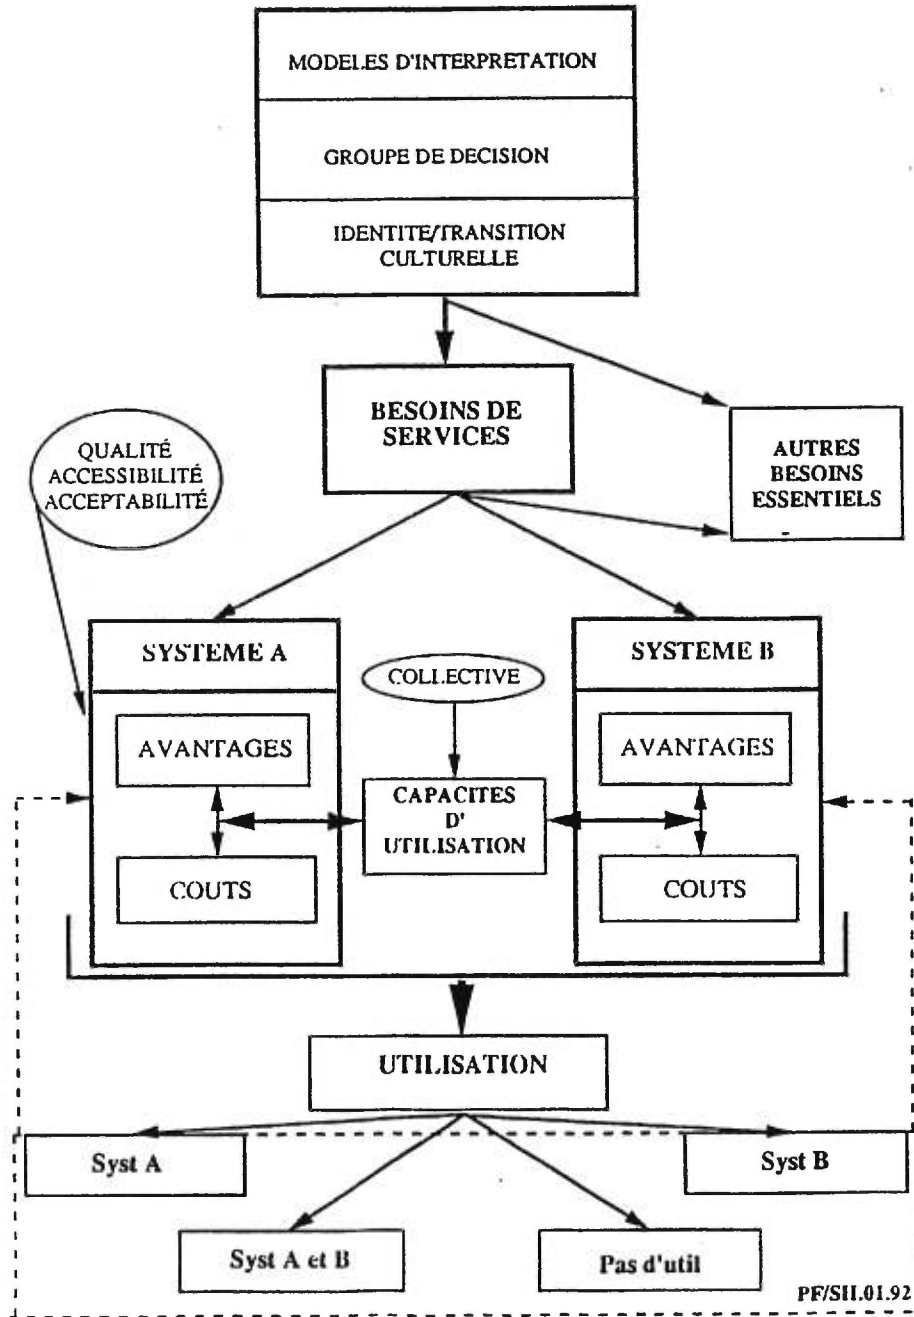 MODELES D'INTERPRETATION
GROUPE DE DECISION
IDENTITE/TRANSITION
CULTURELLE
BESOINS DE
SERVICES
AUTRES
BESOINS
ESSENTIELS
QUALITÉ
ACCESSIBILITÉ
ACCEPTABILITÉ
SYSTEME A
COLLECTIVE
SYSTEME B
AVANTAGES
CAPACITES
D'
UTILISATION
AVANTAGES
COUTS
COUTS
UTILISATION
Syst A
Syst B
Syst A et B
Pas d'util
PF/SH.01.92